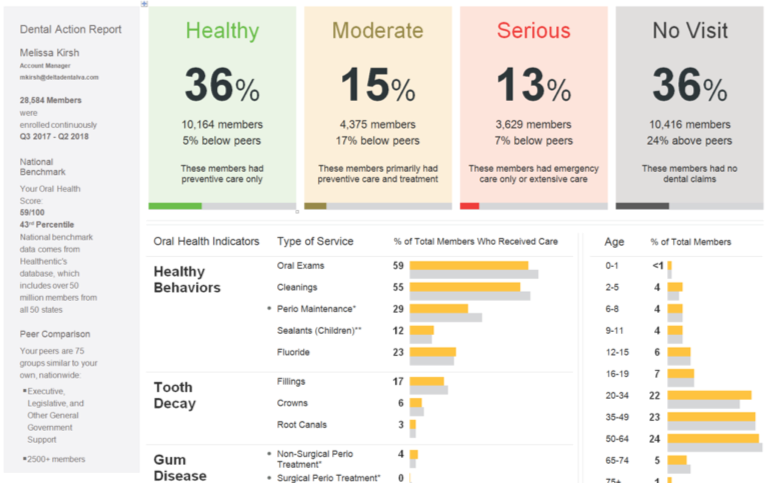 Dental Action Report
Melissa Kirsh
Account Manager
mkirsh@deltadentalva.com
28,584 Members
were
enrolled continuously
Q3 2017 - Q2 2018
National
Benchmark
Your Oral Health
Score:
59/100
43rd Percentile
National benchmark
data comes from
Healthentic's
database, which
includes over 50
million members from
all 50 states
Peer Comparison
Your peers are 75
groups similar to your
own, nationwide:
Executive,
Legislative, and
Other General
Government
Support
2500+ members
Healthy
36%
10,164 members
5% below peers
These members had
preventive care only
Moderate
15%
4,375 members
17% below peers
These members primarily had
preventive care and treatment
Serious
13%
3,629 members
7% below peers
These members had emergency
care only or extensive care
No Visit
36%
10,416 members
24% above peers
These members had no
dental claims
Oral Health Indicators Type of Service % of Total Members Who Received Care
Healthy
Behaviors
Oral Exams 59
Cleanings 55
• Perio Maintenance* 29
Sealants (Children)** 12
Fluoride 23
Tooth
Decay
Fillings 17
Crowns 6
Root Canals 3
Gum
Disease
• Non-Surgical Perio
Treatment* 4
• Surgical Perio Treatment* 0
Age % of Total Members
0-1 <1
2-5 4
6-8 4
9-11 4
12-15 6
16-19 7
20-34 22
35-49 23
50-64 24
65-74 5
75+ 1